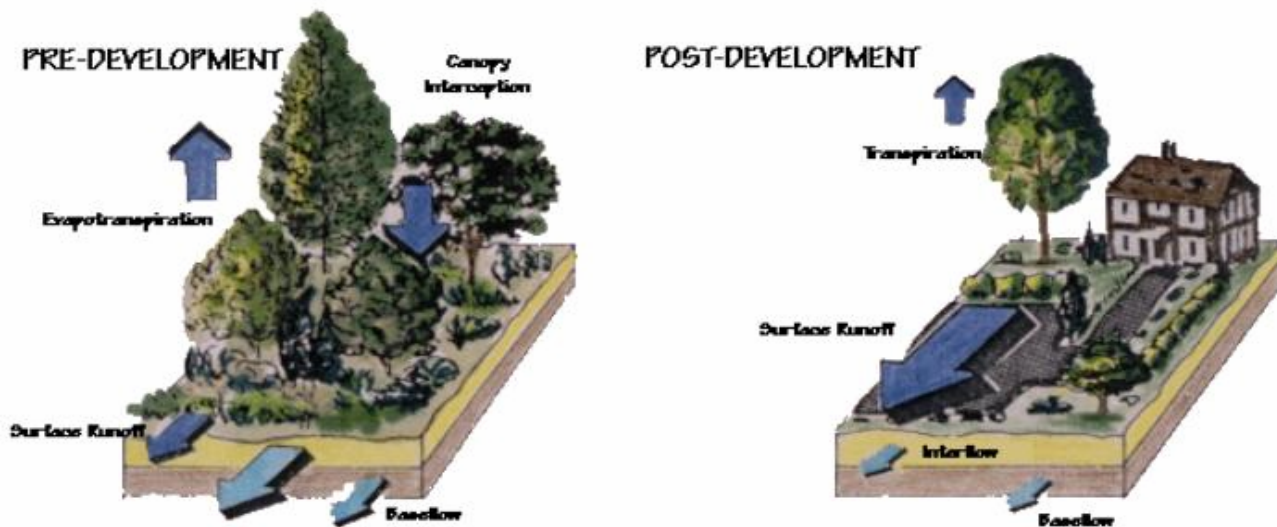 PRE-DEVELOPMENT
Canopy
Interception
Evapotranspiration
Surface Runoff
Baseflow
POST-DEVELOPMENT
Transpiration
Surface Runoff
Interflow
Baseflow